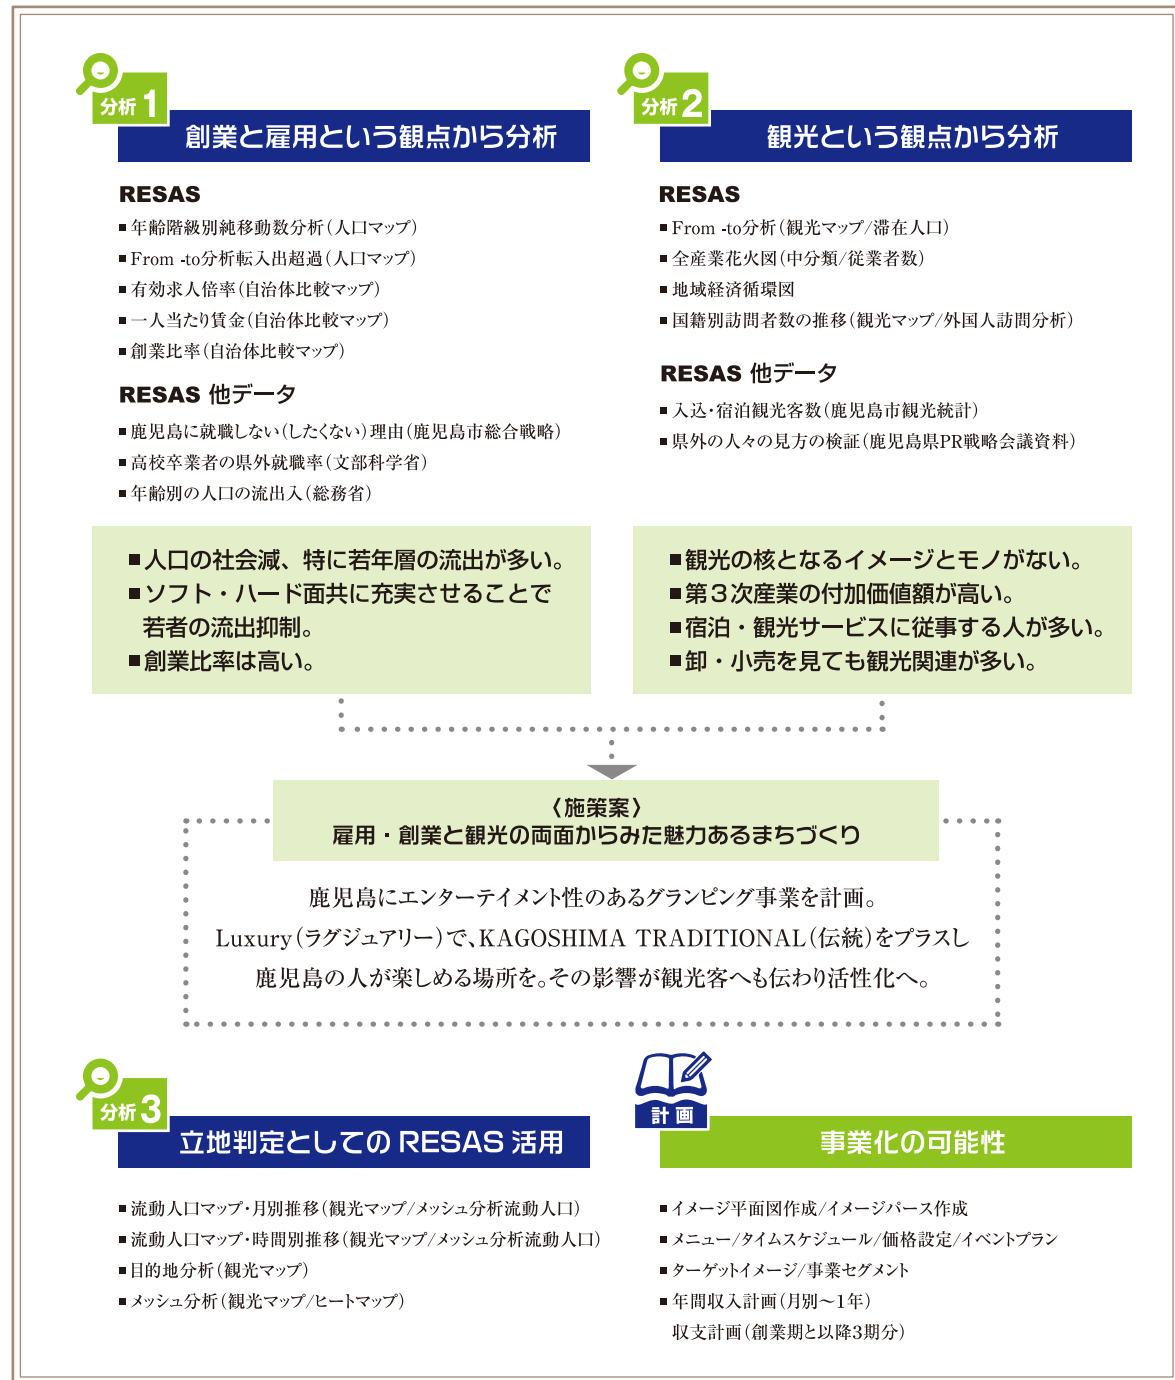 分析1
創業と雇用という観点から分析
RESAS
■年齢階級別純移動数分析(人口マップ)
■From -to分析転入出超過(人口マップ)
■有効求人倍率(自治体比較マップ)
■一人当たり賃金(自治体比較マップ)
■創業比率(自治体比較マップ)
RESAS 他データ
■鹿児島に就職しない(したくない)理由(鹿児島市総合戦略)
■高校卒業者の県外就職率(文部科学省)
■年齢別の人口の流出入(総務省)
■人口の社会減、特に若年層の流出が多い。
■ソフト・ハード面共に充実させることで
若者の流出抑制。
■創業比率は高い。
分析2
観光という観点から分析
RESAS
■From -to分析(観光マップ/滞在人口)
■全産業花火図(中分類/従業者数)
■地域経済循環図
■国籍別訪問者数の推移(観光マップ/外国人訪問分析)
RESAS 他データ
■入込・宿泊観光客数(鹿児島市観光統計)
■県外の人々の見方の検証(鹿児島県PR戦略会議資料)
■観光の核となるイメージとモノがない。
■第3次産業の付加価値額が高い。
■宿泊・観光サービスに従事する人が多い。
■卸・小売を見ても観光関連が多い。
〈施策案〉
雇用・創業と観光の両面からみた魅力あるまちづくり
鹿児島にエンターテイメント性のあるグランピング事業を計画。
Luxury(ラグジュアリー)で、KAGOSHIMA TRADITIONAL(伝統)をプラスし
鹿児島の人が楽しめる場所を。その影響が観光客へも伝わり活性化へ。
分析3
立地判定としての RESAS 活用
■流動人口マップ・月別推移(観光マップ/メッシュ分析流動人口)
■流動人口マップ・時間別推移(観光マップ/メッシュ分析流動人口)
■目的地分析(観光マップ)
■メッシュ分析(観光マップ/ヒートマップ)
計画
事業化の可能性
■イメージ平面図作成/イメージパース作成
■メニュー/タイムスケジュール/価格設定/イベントプラン
■ターゲットイメージ/事業セグメント
■年間収入計画(月別～1年)
収支計画(創業期と以降3期分)